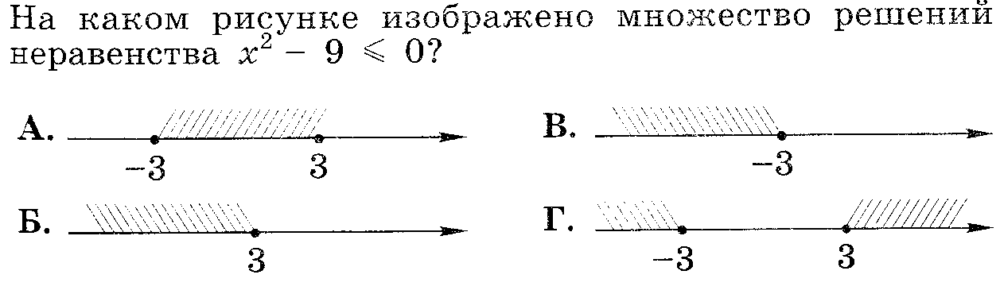 На каком рисунке изображено множество решений
неравенства x² − 9 ⩽ 0?
А.
−3 3
Б.
3
В.
−3
Г.
−3 3